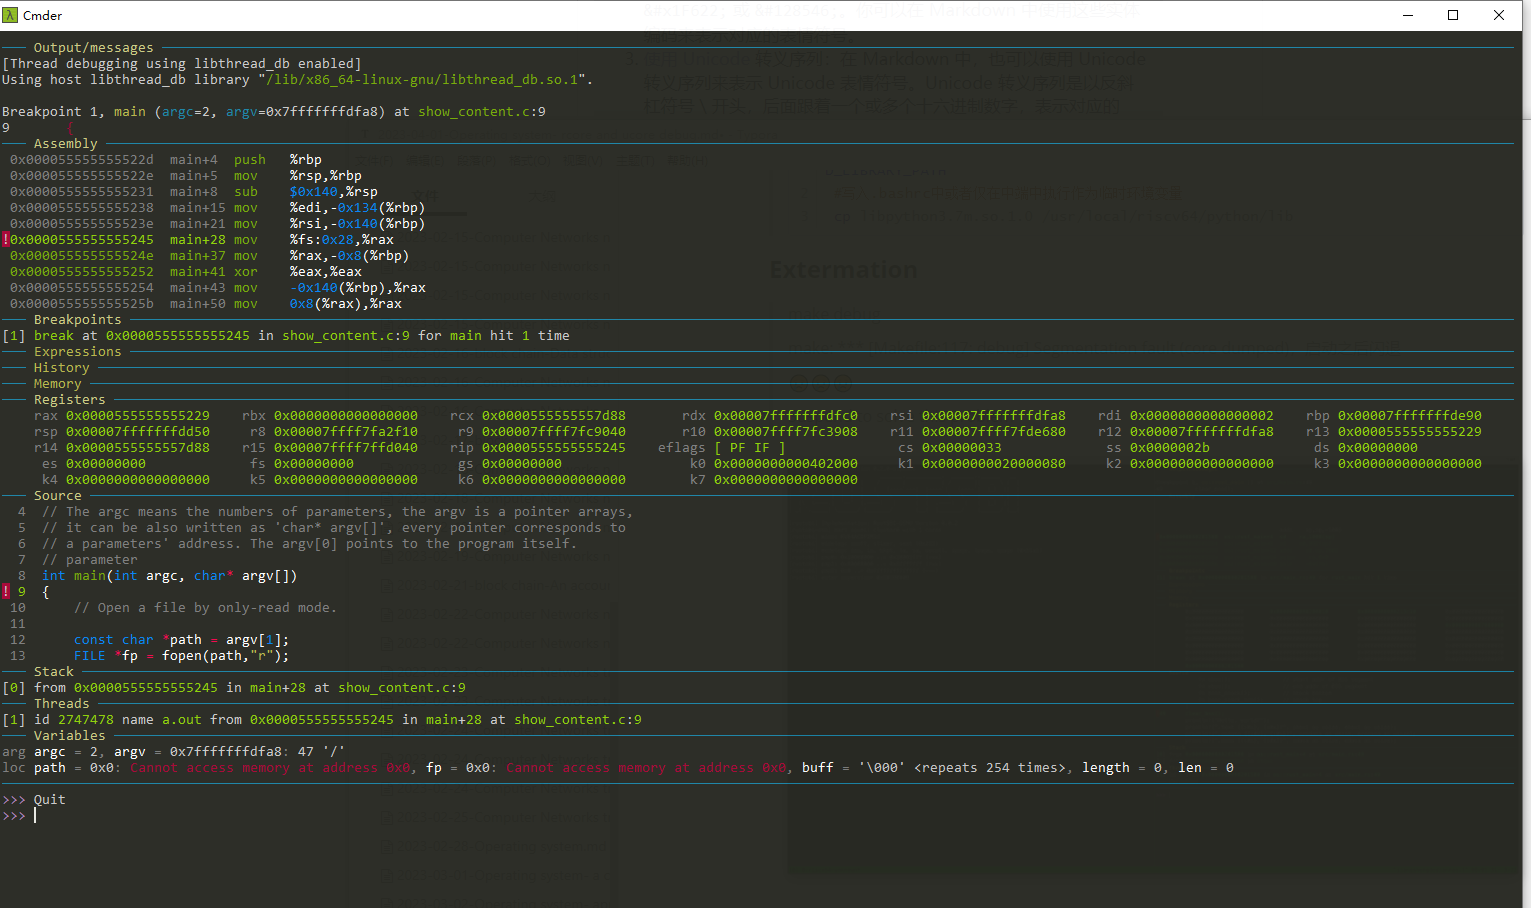 Cmder
Output/messages
[Thread debugging using libthread_db enabled]
Using host libthread_db library "/lib/x86_64-linux-gnu/libthread_db.so.1".
Breakpoint 1, main (argc=2, argv=0x7fffffffdfa8) at show_content.c:9
9 {
Assembly
0x000055555555522d main+4 push %rbp
0x000055555555522e main+5 mov %rsp,%rbp
0x0000555555555231 main+8 sub $0x140,%rsp
0x0000555555555238 main+15 mov %edi,-0x134(%rbp)
0x000055555555523e main+21 mov %rsi,-0x140(%rbp)
!0x0000555555555245 main+28 mov %fs:0x28,%rax
0x000055555555524e main+37 mov %rax,-0x8(%rbp)
0x0000555555555252 main+41 xor %eax,%eax
0x0000555555555254 main+43 mov -0x140(%rbp),%rax
0x000055555555525b main+50 mov 0x8(%rax),%rax
Breakpoints
[1] break at 0x0000555555555245 in show_content.c:9 for main hit 1 time
Expressions
History
Memory
Registers
rax 0x0000555555555229 rbx 0x0000000000000000 rcx 0x0000555555557d88 rdx 0x00007fffffffdfc0 rsi 0x00007fffffffdfa8 rdi 0x0000000000000002 rbp 0x00007fffffffde90
rsp 0x00007fffffffdd50 r8 0x00007ffff7fa2f10 r9 0x00007ffff7fc9040 r10 0x00007ffff7fc3908 r11 0x00007ffff7fde680 r12 0x00007fffffffdfa8 r13 0x0000555555555229
r14 0x0000555555557d88 r15 0x00007ffff7ffd040 rip 0x0000555555555245 eflags [ PF IF ] cs 0x00000033 ss 0x0000002b ds 0x00000000
es 0x00000000 fs 0x00000000 gs 0x00000000 k0 0x0000000000402000 k1 0x0000000020000080 k2 0x0000000000000000 k3 0x0000000000000000
k4 0x0000000000000000 k5 0x0000000000000000 k6 0x0000000000000000 k7 0x0000000000000000
Source
4 // The argc means the numbers of parameters, the argv is a pointer arrays,
5 // it can be also written as 'char* argv[]', every pointer corresponds to
6 // a parameters' address. The argv[0] points to the program itself.
7 // parameter
8 int main(int argc, char* argv[])
! 9 {
10 // Open a file by only-read mode.
11
12 const char *path = argv[1];
13 FILE *fp = fopen(path,"r");
Stack
[0] from 0x0000555555555245 in main+28 at show_content.c:9
Threads
[1] id 2747478 name a.out from 0x0000555555555245 in main+28 at show_content.c:9
Variables
arg argc = 2, argv = 0x7fffffffdfa8: 47 '/'
loc path = 0x0: Cannot access memory at address 0x0, fp = 0x0: Cannot access memory at address 0x0, buff = '\000' <repeats 254 times>, length = 0, len = 0
>>> Quit
>>>
Extermation